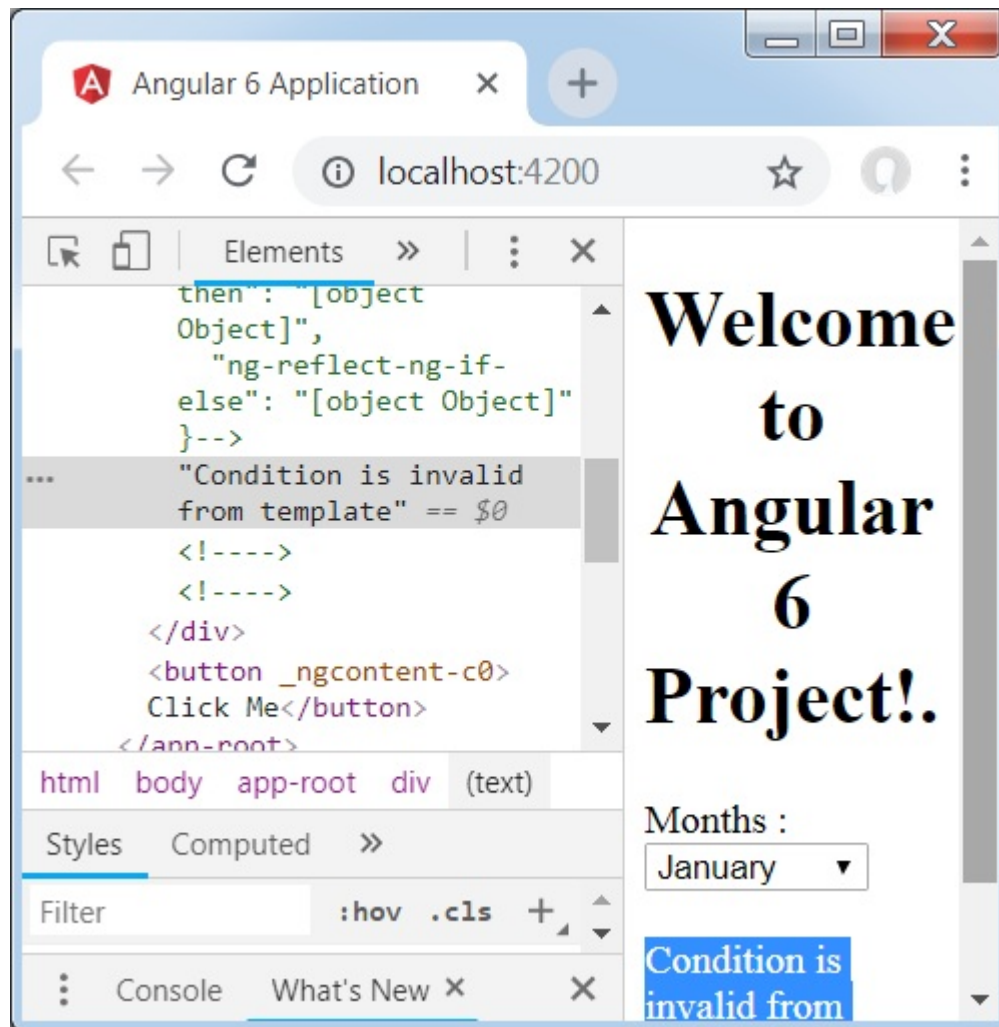 Angular 6 Application
localhost:4200
Elements
then": "[object
Object]",
"ng-reflect-ng-if-
else": "[object Object]"
}-->
"Condition is invalid
from template" == $0
<!---->
<!---->
</div>
<button _ngcontent-c0>
Click Me</button>
</app-root>
html body app-root div (text)
Styles Computed
Filter :hov .cls
Console What's New
Welcome
to
Angular
6
Project!.
Months :
January
Condition is
invalid from